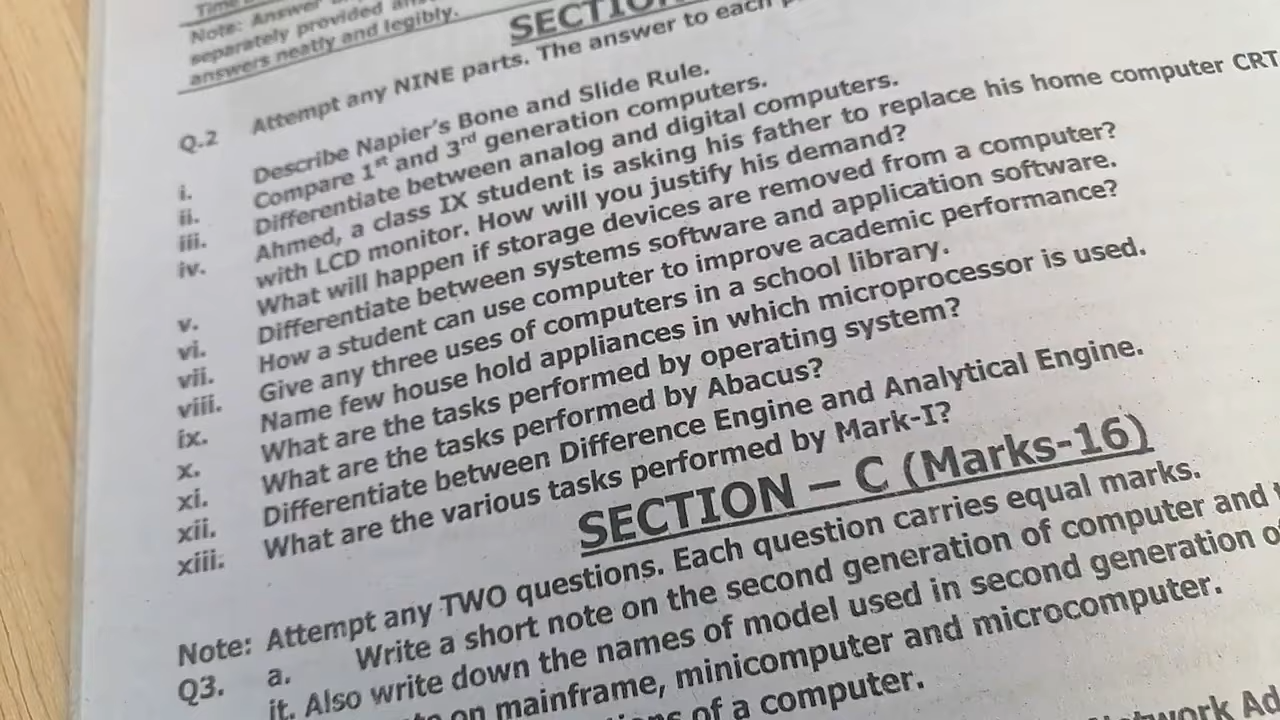 Note: Answer
separately provided
answers neatly and legibly.
Q.2 Attempt any NINE parts. The answer to each
i. Describe Napier's Bone and Slide Rule.
ii. Compare 1st and 3rd generation computers.
iii. Differentiate between analog and digital computers.
iv. Ahmed, a class IX student is asking his father to replace his home computer CRT
with LCD monitor. How will you justify his demand?
v. What will happen if storage devices are removed from a computer?
vi. Differentiate between systems software and application software.
vii. How a student can use computer to improve academic performance?
viii. Give any three uses of computers in a school library.
ix. Name few house hold appliances in which microprocessor is used.
x. What are the tasks performed by operating system?
xi. What are the tasks performed by Abacus?
xii. Differentiate between Difference Engine and Analytical Engine.
xiii. What are the various tasks performed by Mark-I?
SECTION – C (Marks-16)
Note: Attempt any TWO questions. Each question carries equal marks.
Q3. a. Write a short note on the second generation of computer and
it. Also write down the names of model used in second generation
on mainframe, minicomputer and microcomputer.
of a computer.